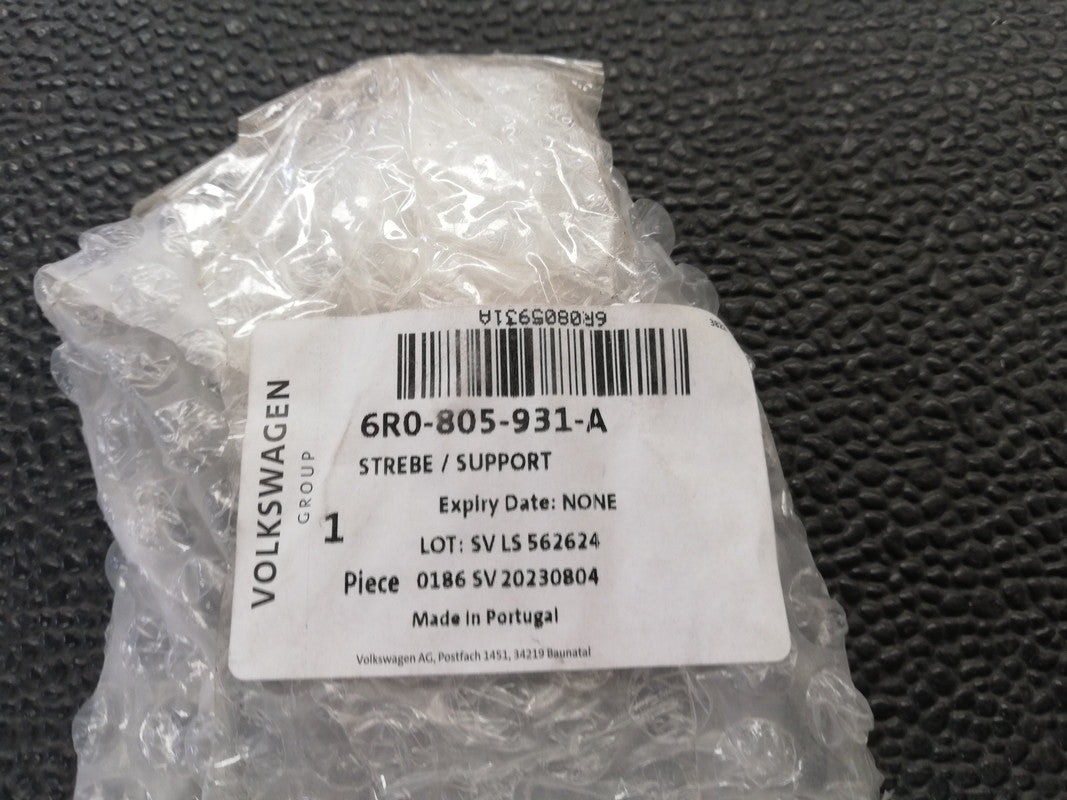 6R0805931A
6R0-805-931-A
STREBE / SUPPORT
Expiry Date: NONE
1
LOT: SV LS 562624
Piece 0186 SV 20230804
Made in Portugal
Volkswagen AG, Postfach 1451, 34219 Baunatal
VOLKSWAGEN
GROUP